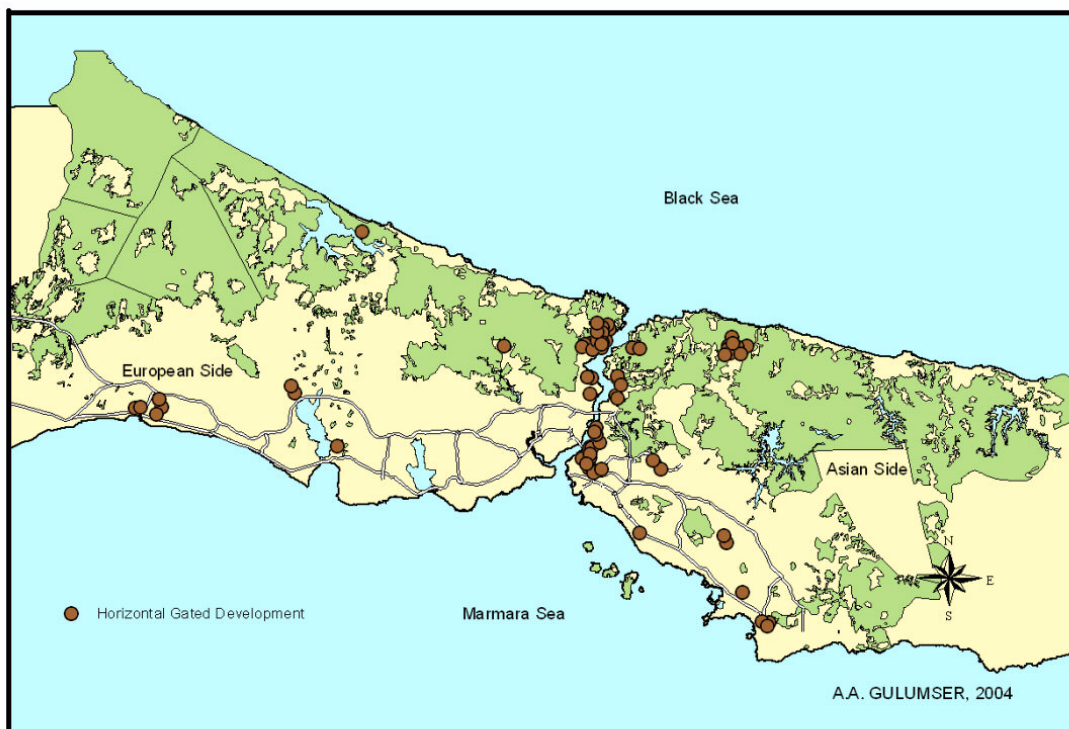 Black Sea
European Side
Asian Side
N
E
S
Horizontal Gated Development
Marmara Sea
A.A. GULUMSER, 2004